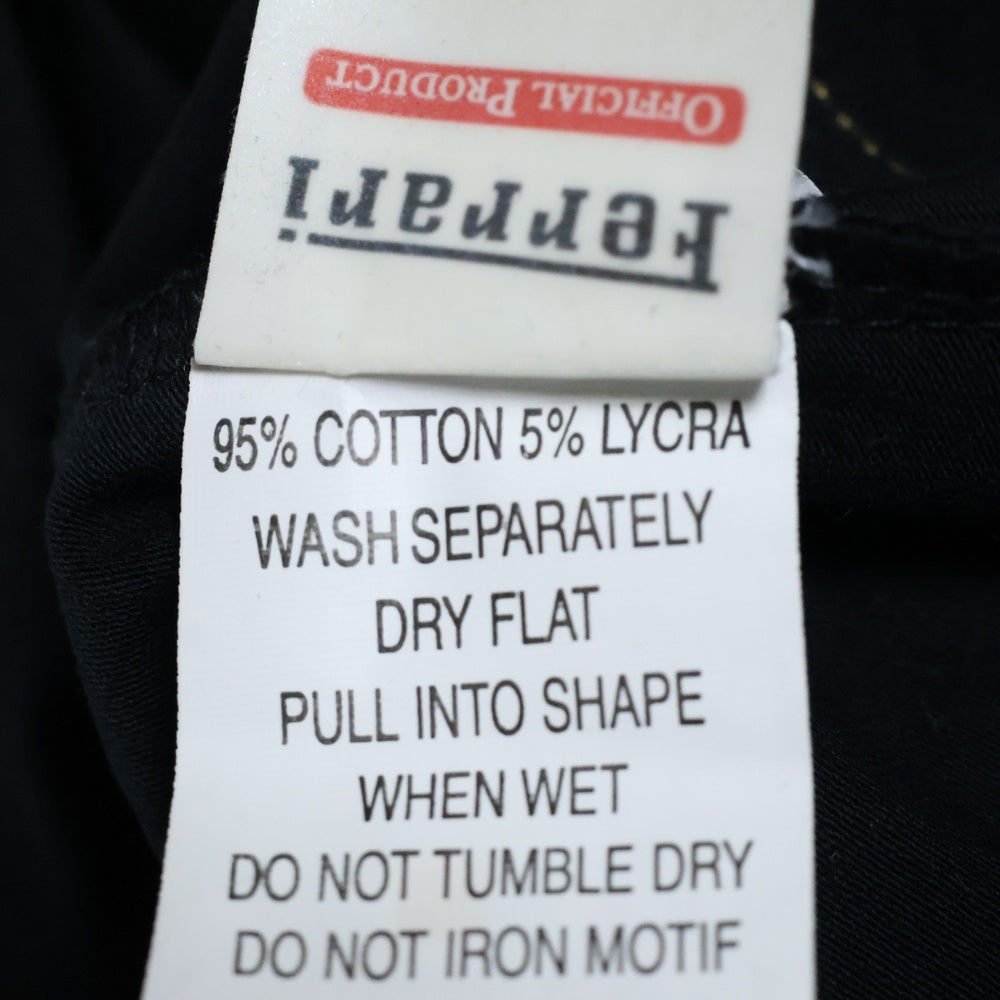 OFFICIAL PRODUCT
Ferrari
95% COTTON 5% LYCRA
WASH SEPARATELY
DRY FLAT
PULL INTO SHAPE
WHEN WET
DO NOT TUMBLE DRY
DO NOT IRON MOTIF